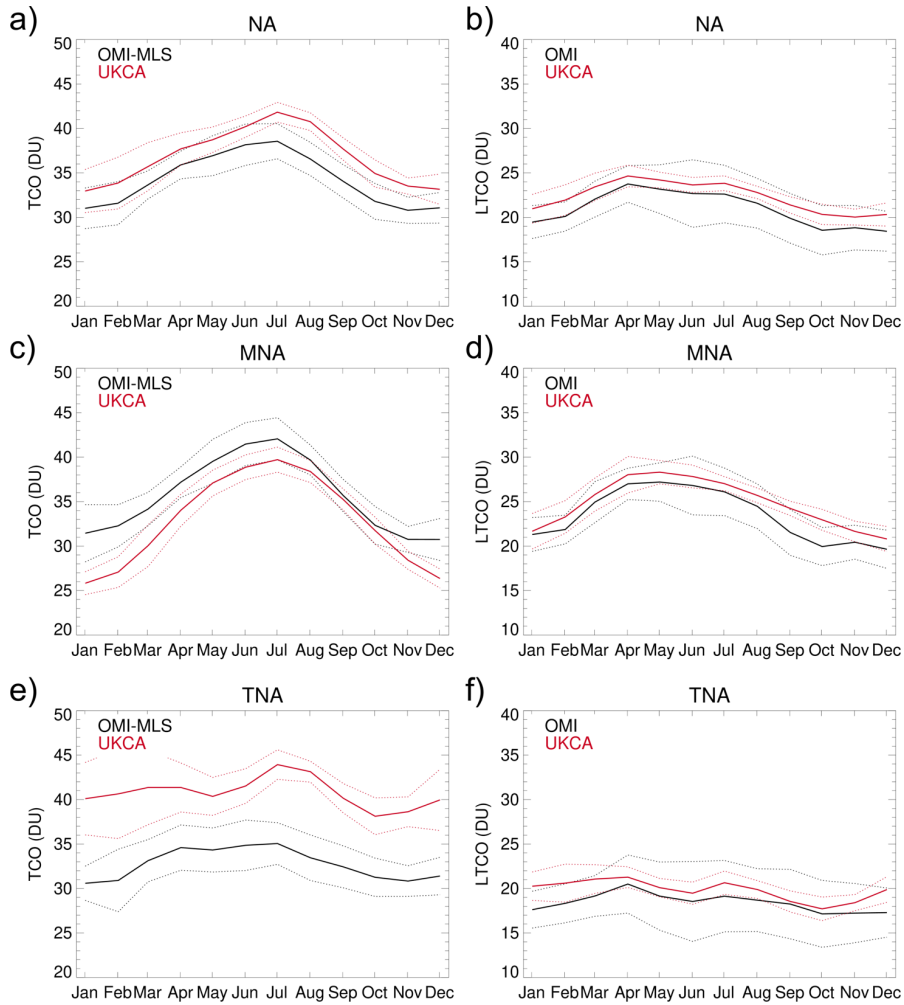 a) NA
50
45
40
35
30
25
20
TCO (DU)
OMI-MLS
UKCA
Jan Feb Mar Apr May Jun Jul Aug Sep Oct Nov Dec
b) NA
40
35
30
25
20
15
10
LTCO (DU)
OMI
UKCA
Jan Feb Mar Apr May Jun Jul Aug Sep Oct Nov Dec
c) MNA
50
45
40
35
30
25
20
TCO (DU)
OMI-MLS
UKCA
Jan Feb Mar Apr May Jun Jul Aug Sep Oct Nov Dec
d) MNA
40
35
30
25
20
15
10
LTCO (DU)
OMI
UKCA
Jan Feb Mar Apr May Jun Jul Aug Sep Oct Nov Dec
e) TNA
50
45
40
35
30
25
20
TCO (DU)
OMI-MLS
UKCA
Jan Feb Mar Apr May Jun Jul Aug Sep Oct Nov Dec
f) TNA
40
35
30
25
20
15
10
LTCO (DU)
OMI
UKCA
Jan Feb Mar Apr May Jun Jul Aug Sep Oct Nov Dec